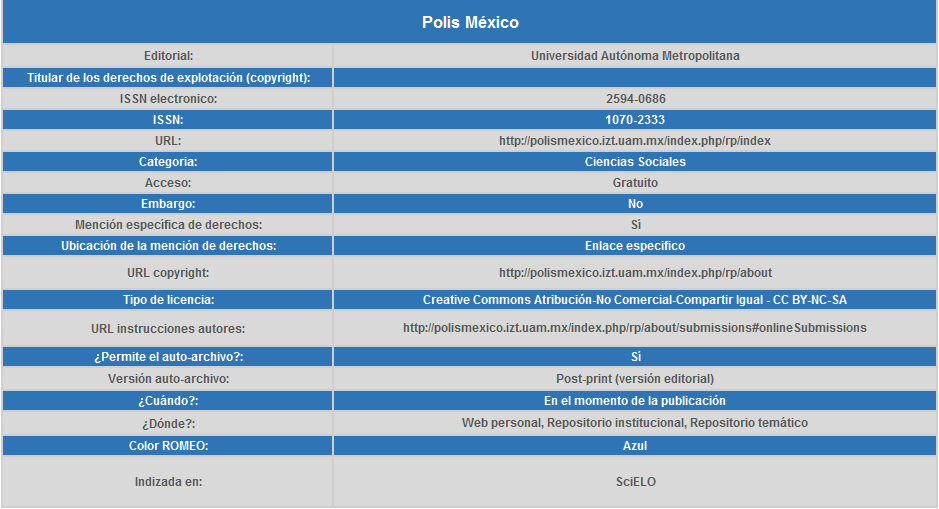 Polis México
Editorial: Universidad Autónoma Metropolitana
Titular de los derechos de explotación (copyright):
ISSN electronico: 2594-0686
ISSN: 1070-2333
URL: http://polismexico.izt.uam.mx/index.php/rp/index
Categoria: Ciencias Sociales
Acceso: Gratuito
Embargo: No
Mención específica de derechos: Sí
Ubicación de la mención de derechos: Enlace especifico
URL copyright: http://polismexico.izt.uam.mx/index.php/rp/about
Tipo de licencia: Creative Commons Atribución-No Comercial-Compartir Igual - CC BY-NC-SA
URL instrucciones autores: http://polismexico.izt.uam.mx/index.php/rp/about/submissions#onlineSubmissions
¿Permite el auto-archivo?: Sí
Versión auto-archivo: Post-print (versión editorial)
¿Cuándo?: En el momento de la publicación
¿Dónde?: Web personal, Repositorio institucional, Repositorio temático
Color ROMEO: Azul
Indizada en: SciELO